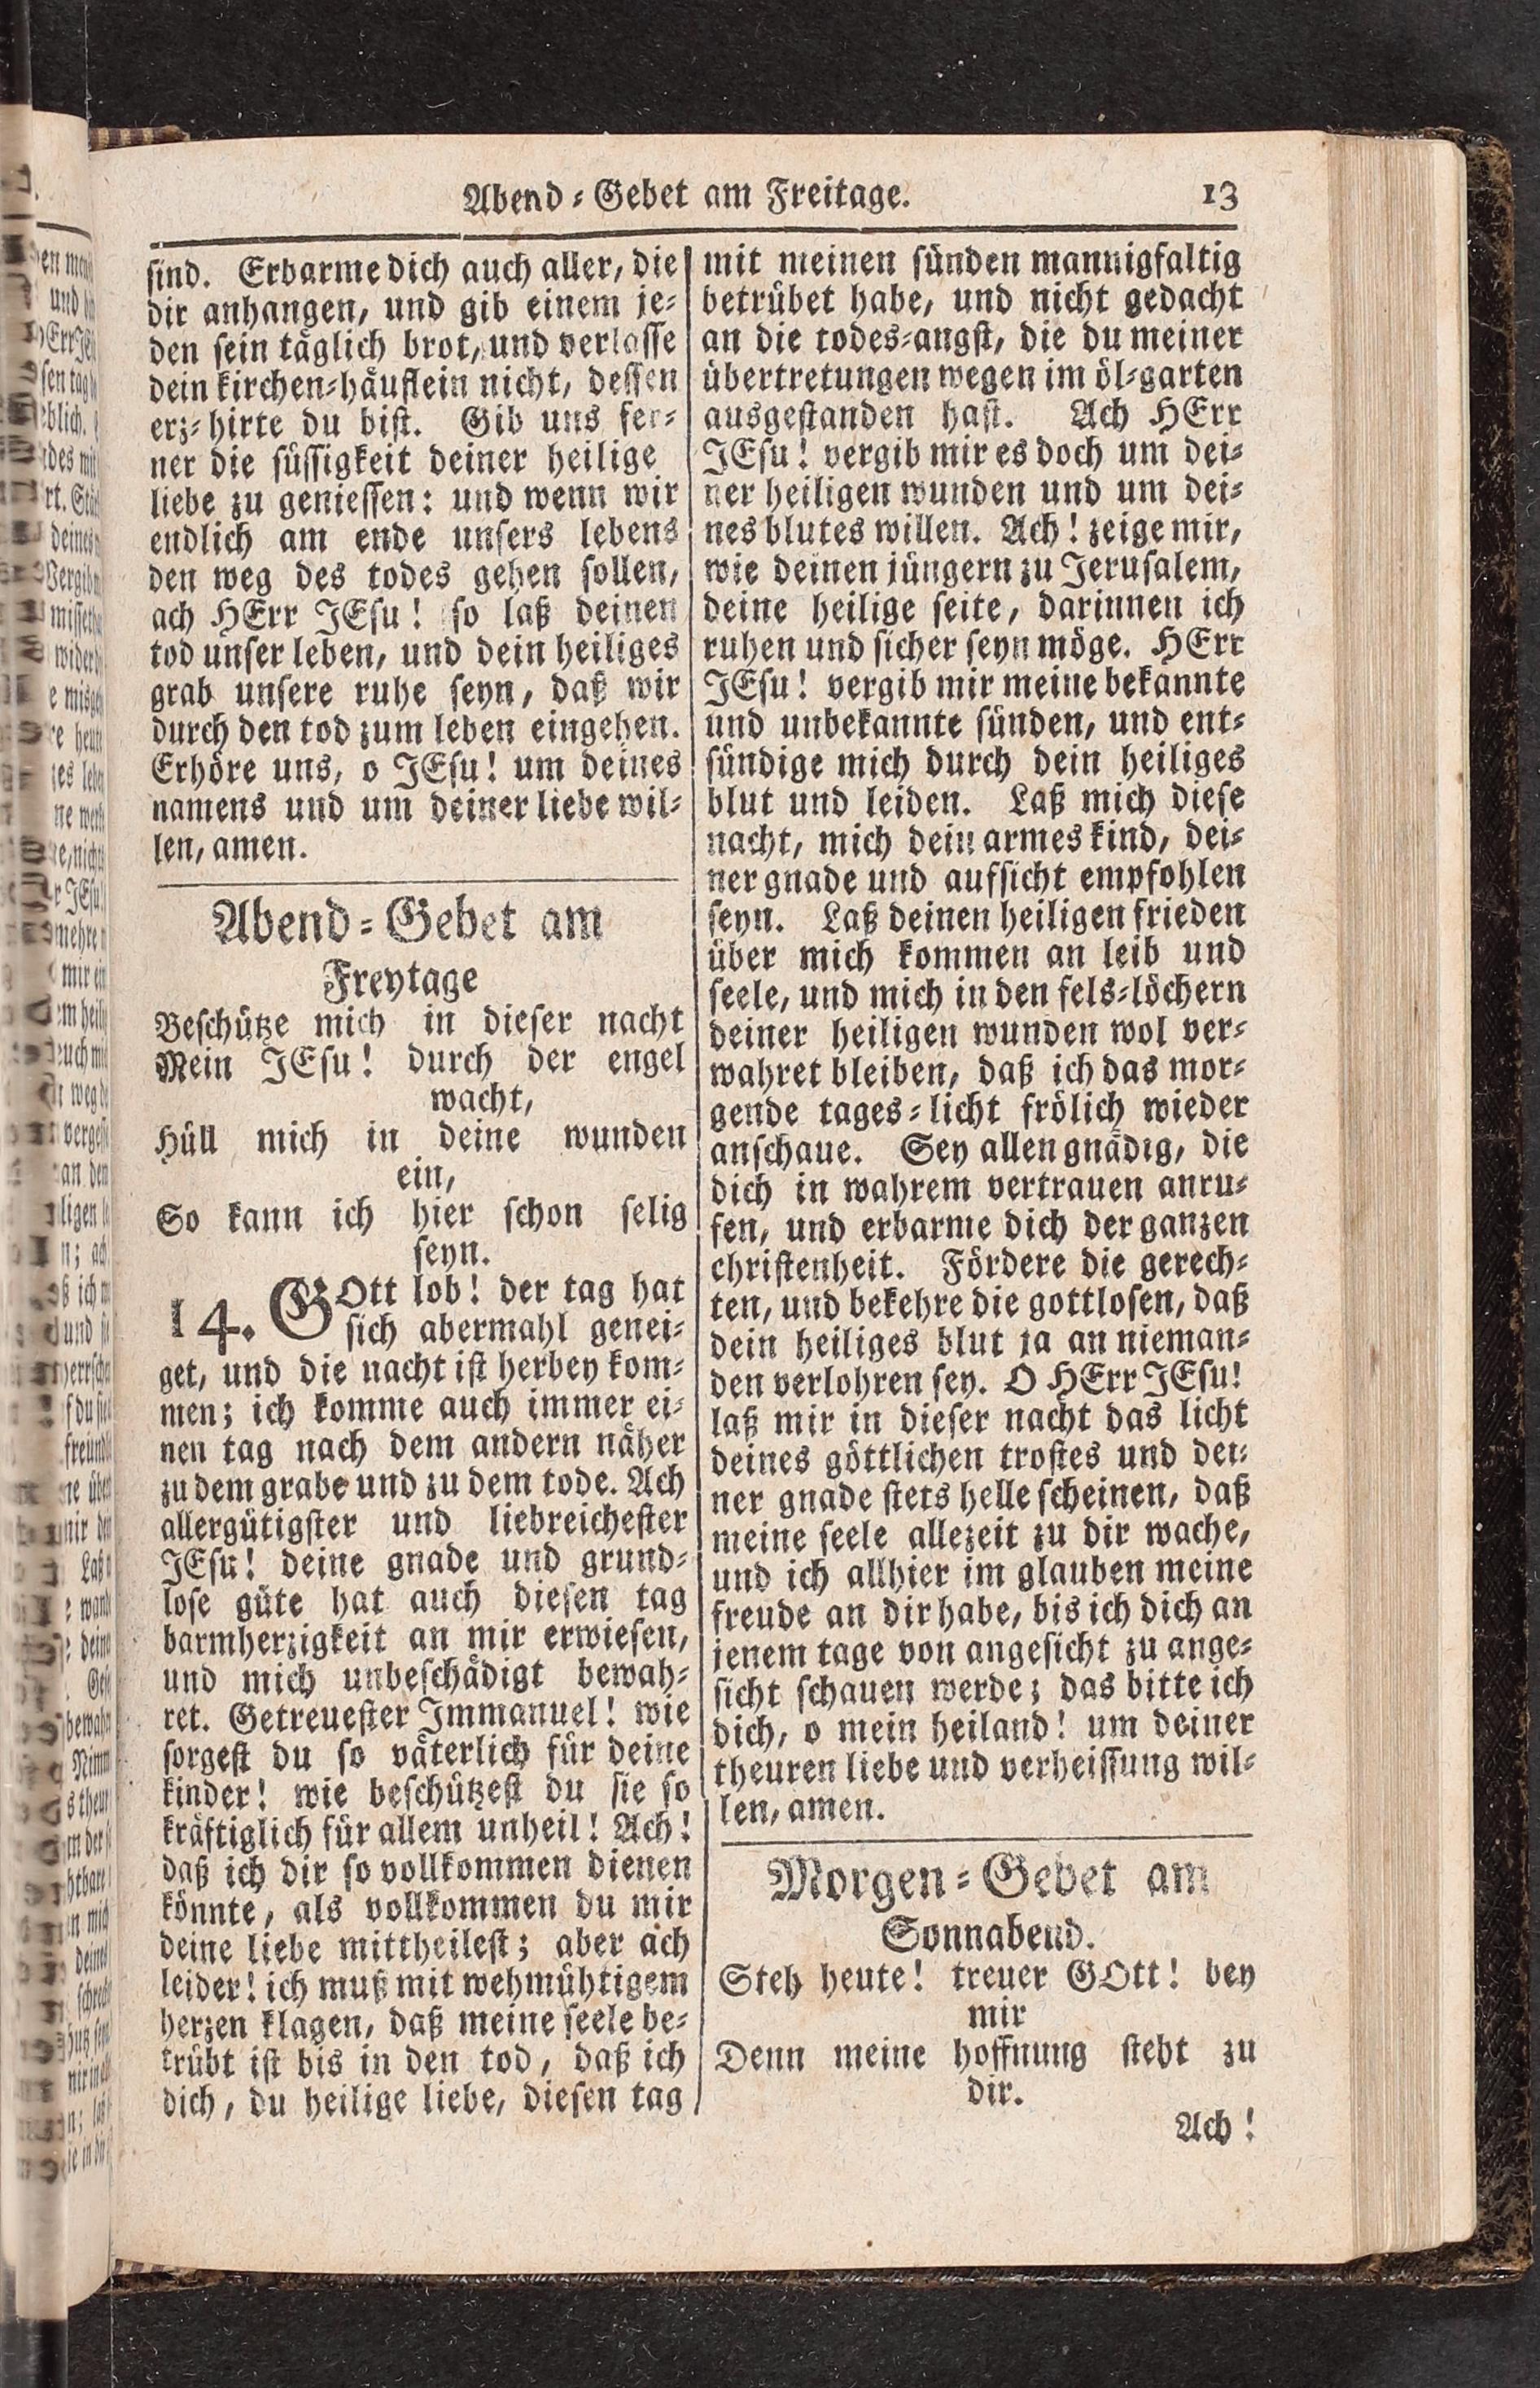 Abend-Gebet am Freitage. 13
sind. Erbarme dich auch aller, die
dir anhangen, und gib einem je-
den sein täglich brot, und verlasse
dein kirchen-häuflein nicht, dessen
erz-hirte du bist. Gib uns fer-
ner die süssigkeit deiner heilige
liebe zu geniessen: und wenn wir
endlich am ende unsers lebens
den weg des todes gehen sollen,
ach HErr JEsu! so laß deinen
tod unser leben, und dein heiliges
grab unsere ruhe seyn, daß wir
durch den tod zum leben eingehen.
Erhöre uns, o JEsu! um deines
namens und um deiner liebe wil-
len, amen.
Abend-Gebet am
Freytage
Beschütze mich in dieser nacht
Mein JEsu! durch der engel
wacht,
Hüll mich in deine wunden
ein,
So kann ich hier schon selig
seyn.
14. GOtt lob! der tag hat
sich abermahl genei-
get, und die nacht ist herbey kom-
men; ich komme auch immer ei-
nen tag nach dem andern näher
zu dem grabe und zu dem tode. Ach
allergütigster und liebreichester
JEsu! deine gnade und grund-
lose güte hat auch diesen tag
barmherzigkeit an mir erwiesen,
und mich unbeschädigt bewah-
ret. Getreuester Immanuel! wie
sorgest du so väterlich für deine
kinder! wie beschützest du sie so
kräftiglich für allem unheil! Ach!
daß ich dir so vollkommen dienen
könnte, als vollkommen du mir
deine liebe mittheilest; aber ach
leider! ich muß mit wehmühtigem
herzen klagen, daß meine seele be-
trübt ist bis in den tod, daß ich
dich, du heilige liebe, diesen tag
mit meinen sünden mannigfaltig
betrübet habe, und nicht gedacht
an die todes-angst, die du meiner
übertretungen wegen im öl-garten
ausgestanden hast. Ach HErr
JEsu! vergib mir es doch um dei-
ner heiligen wunden und um dei-
nes blutes willen. Ach! zeige mir,
wie deinen jüngern zu Jerusalem,
deine heilige seite, darinnen ich
ruhen und sicher seyn möge. HErr
JEsu! vergib mir meine bekannte
und unbekannte sünden, und ent-
sündige mich durch dein heiliges
blut und leiden. Laß mich diese
nacht, mich dein armes kind, dei-
ner gnade und aufsicht empfohlen
seyn. Laß deinen heiligen frieden
über mich kommen an leib und
seele, und mich in den fels-löchern
deiner heiligen wunden wol ver-
wahret bleiben, daß ich das mor-
gende tages-licht frölich wieder
anschaue. Sey allen gnädig, die
dich in wahrem vertrauen anru-
fen, und erbarme dich der ganzen
christenheit. Fördere die gerech-
ten, und bekehre die gottlosen, daß
dein heiliges blut ja an nieman-
den verlohren sey. O HErr JEsu!
laß mir in dieser nacht das licht
deines göttlichen trostes und dei-
ner gnade stets helle scheinen, daß
meine seele allezeit zu dir wache,
und ich allhier im glauben meine
freude an dir habe, bis ich dich an
jenem tage von angesicht zu ange-
sicht schauen werde; das bitte ich
dich, o mein heiland! um deiner
theuren liebe und verheissung wil-
len, amen.
Morgen-Gebet am
Sonnabend.
Steh heute! treuer GOtt! bey
mir
Denn meine hoffnung steht zu
dir.
Ach!